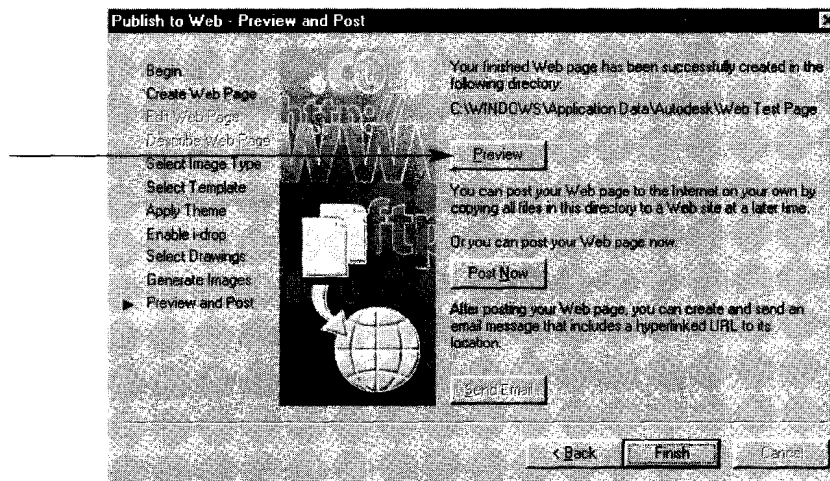 Publish to Web - Preview and Post
Begin
Create Web Page
Edit Web Page
Describe Web Page
Select Image Type
Select Template
Apply Theme
Enable i-drop
Select Drawings
Generate Images
Preview and Post
.co
WWW
ftp
Your finished Web page has been successfully created in the
following directory:
C:\WINDOWS\Application Data\Autodesk\Web Test Page
Preview
You can post your Web page to the Internet on your own by
copying all files in this directory to a Web site at a later time.
Or you can post your Web page now.
Post Now
After posting your Web page, you can create and send an
email message that includes a hyperlinked URL to its
location.
Send Email
< Back
Finish
Cancel